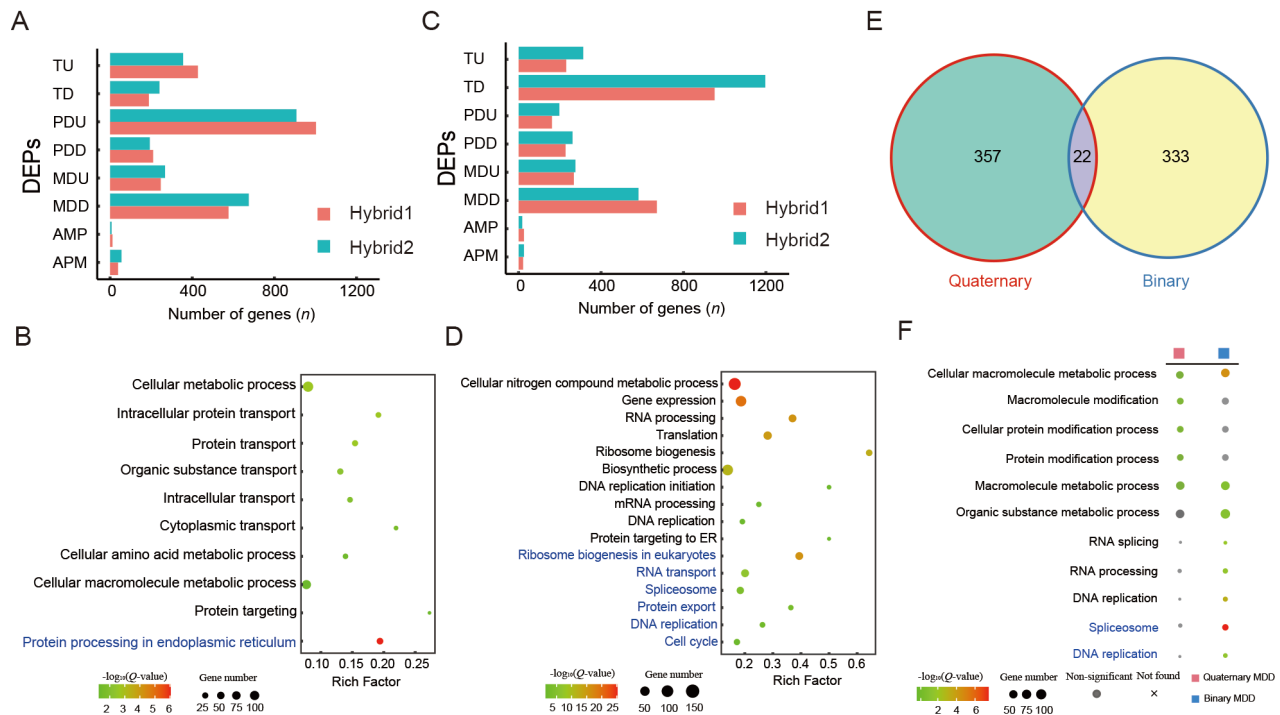 A
TU
TD
PDU
PDD
MDU
MDD
AMP
APM
DEPs
0
400
800
1200
Number of genes (n)
Hybrid1
Hybrid2
C
TU
TD
PDU
PDD
MDU
MDD
AMP
APM
DEPs
0
400
800
1200
Number of genes (n)
Hybrid1
Hybrid2
E
357
22
333
Quaternary
Binary
B
Cellular metabolic process
Intracellular protein transport
Protein transport
Organic substance transport
Intracellular transport
Cytoplasmic transport
Cellular amino acid metabolic process
Cellular macromolecule metabolic process
Protein targeting
Protein processing in endoplasmic reticulum
0.10 0.15 0.20 0.25
Rich Factor
-log₁₀(Q-value)
2 3 4 5 6
Gene number
25 50 75 100
D
Cellular nitrogen compound metabolic process
Gene expression
RNA processing
Translation
Ribosome biogenesis
Biosynthetic process
DNA replication initiation
mRNA processing
DNA replication
Protein targeting to ER
Ribosome biogenesis in eukaryotes
RNA transport
Spliceosome
Protein export
DNA replication
Cell cycle
0.2 0.3 0.4 0.5 0.6
Rich Factor
-log₁₀(Q-value)
5 10 15 20 25
Gene number
50 100 150
F
Cellular macromolecule metabolic process
Macromolecule modification
Cellular protein modification process
Protein modification process
Macromolecule metabolic process
Organic substance metabolic process
RNA splicing
RNA processing
DNA replication
Spliceosome
DNA replication
-log₁₀(Q-value)
2 4 6
Gene number
50 75 100
Non-significant
Not found
×
Quaternary MDD
Binary MDD